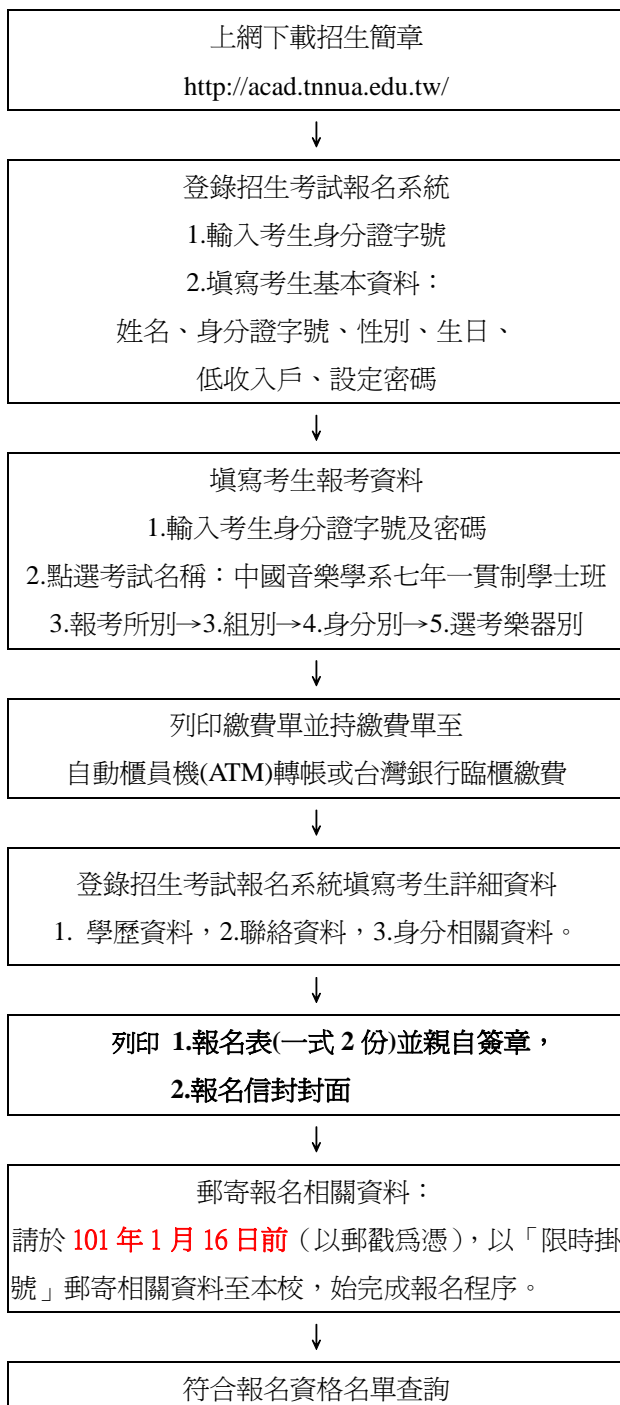 上網下載招生簡章
http://acad.tnnua.edu.tw/
↓
登錄招生考試報名系統
1.輸入考生身分證字號
2.填寫考生基本資料：
姓名、身分證字號、性別、生日、
低收入戶、設定密碼
↓
填寫考生報考資料
1.輸入考生身分證字號及密碼
2.點選考試名稱：中國音樂學系七年一貫制學士班
3.報考所別→3.組別→4.身分別→5.選考樂器別
↓
列印繳費單並持繳費單至
自動櫃員機(ATM)轉帳或台灣銀行臨櫃繳費
↓
登錄招生考試報名系統填寫考生詳細資料
1. 學歷資料，2.聯絡資料，3.身分相關資料。
↓
列印 1.報名表(一式 2 份)並親自簽章，
2.報名信封封面
↓
郵寄報名相關資料：
請於 101 年 1 月 16 日前（以郵戳為憑），以「限時掛
號」郵寄相關資料至本校，始完成報名程序。
↓
符合報名資格名單查詢